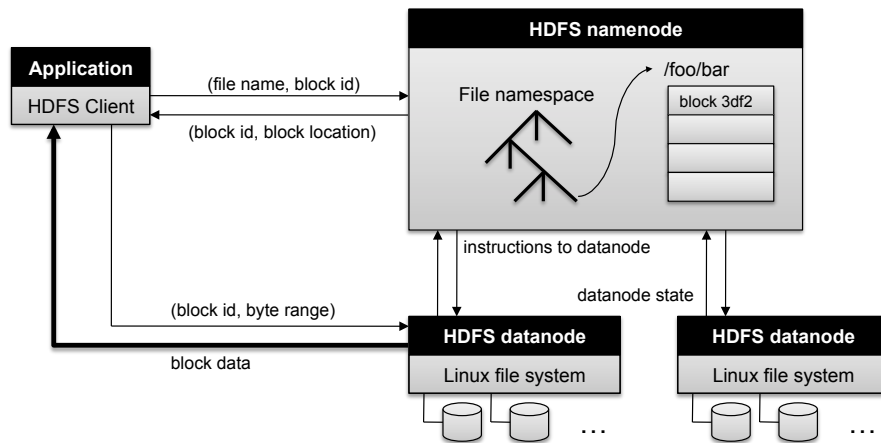 HDFS namenode
Application
HDFS Client
(file name, block id)
(block id, block location)
File namespace
/foo/bar
block 3df2
instructions to datanode
datanode state
(block id, byte range)
block data
HDFS datanode
Linux file system
...
HDFS datanode
Linux file system
...